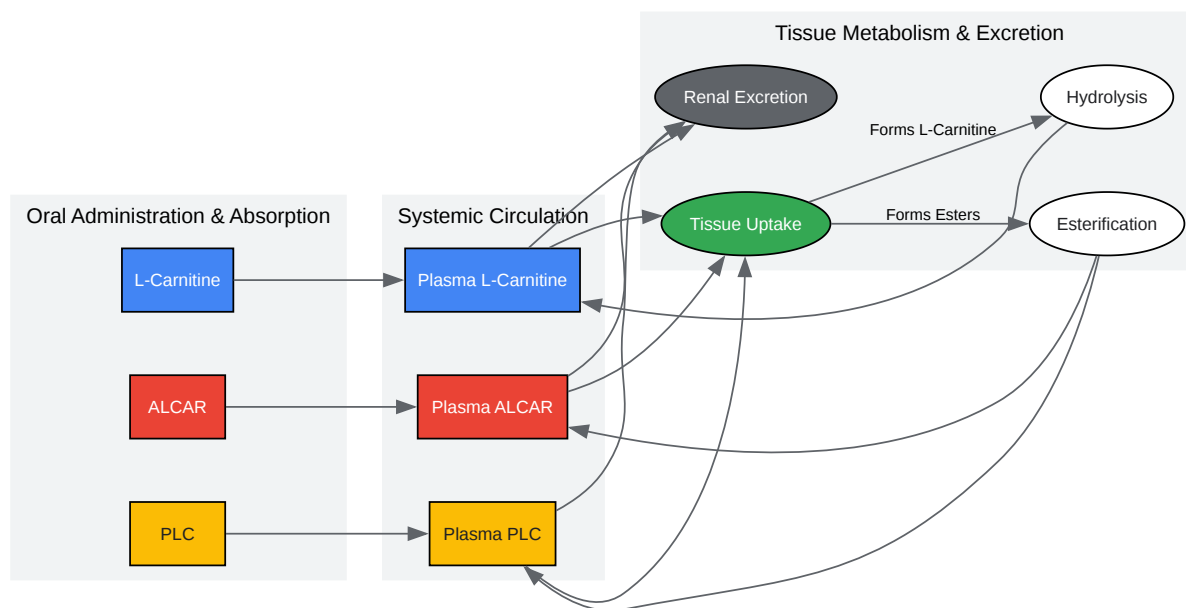 Tissue Metabolism & Excretion
Renal Excretion
Hydrolysis
Forms L-Carnitine
Oral Administration & Absorption
Systemic Circulation
Tissue Uptake
Forms Esters
Esterification
L-Carnitine
Plasma L-Carnitine
ALCAR
Plasma ALCAR
PLC
Plasma PLC